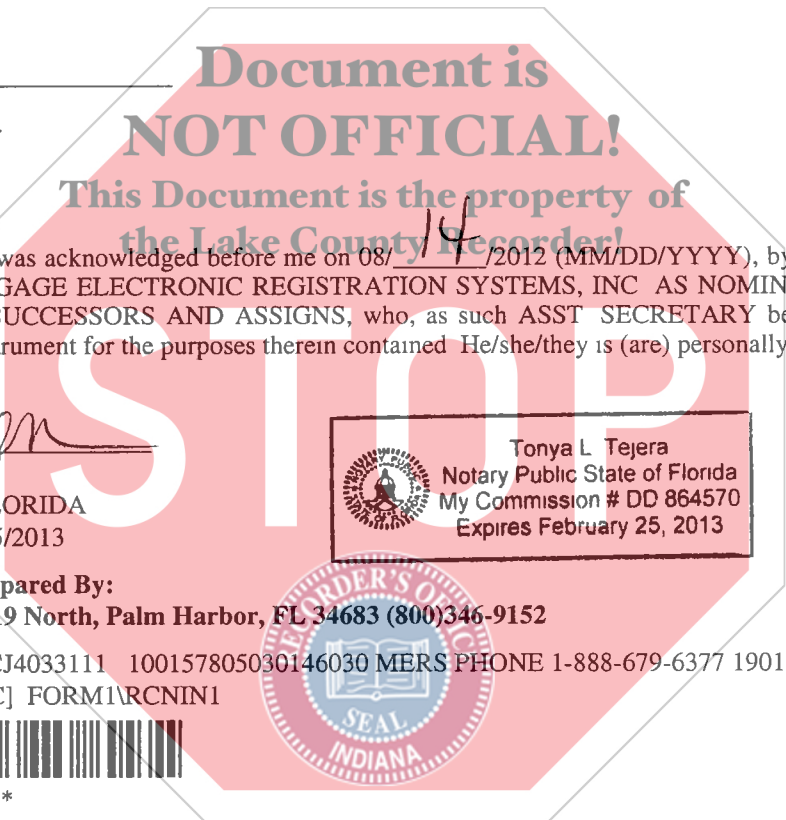 Document is
NOT OFFICIAL!
This Document is the property of
the Lake County Recorder!
was acknowledged before me on 08/ 14 /2012 (MM/DD/YYYY), by
GAGE ELECTRONIC REGISTRATION SYSTEMS, INC AS NOMIN
SUCCESSORS AND ASSIGNS, who, as such ASST SECRETARY be
rument for the purposes therein contained He/she/they is (are) personally
STOP
Tonya L Tejera
Notary Public State of Florida
My Commission # DD 864570
Expires February 25, 2013
LORIDA
5/2013
pared By:
19 North, Palm Harbor, FL 34683 (800)346-9152
CJ4033111 100157805030146030 MERS PHONE 1-888-679-6377 1901
C] FORM1\RCNIN1
RECORDER'S OFFICE
SEAL
INDIANA
*